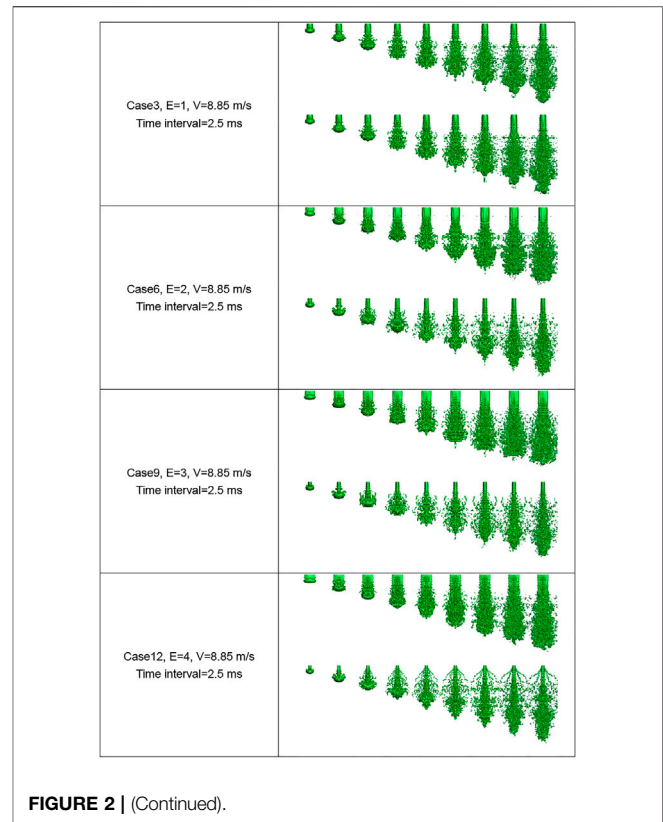 Case3, E=1, V=8.85 m/s
Time interval=2.5 ms
Case6, E=2, V=8.85 m/s
Time interval=2.5 ms
Case9, E=3, V=8.85 m/s
Time interval=2.5 ms
Case12, E=4, V=8.85 m/s
Time interval=2.5 ms
FIGURE 2 | (Continued).